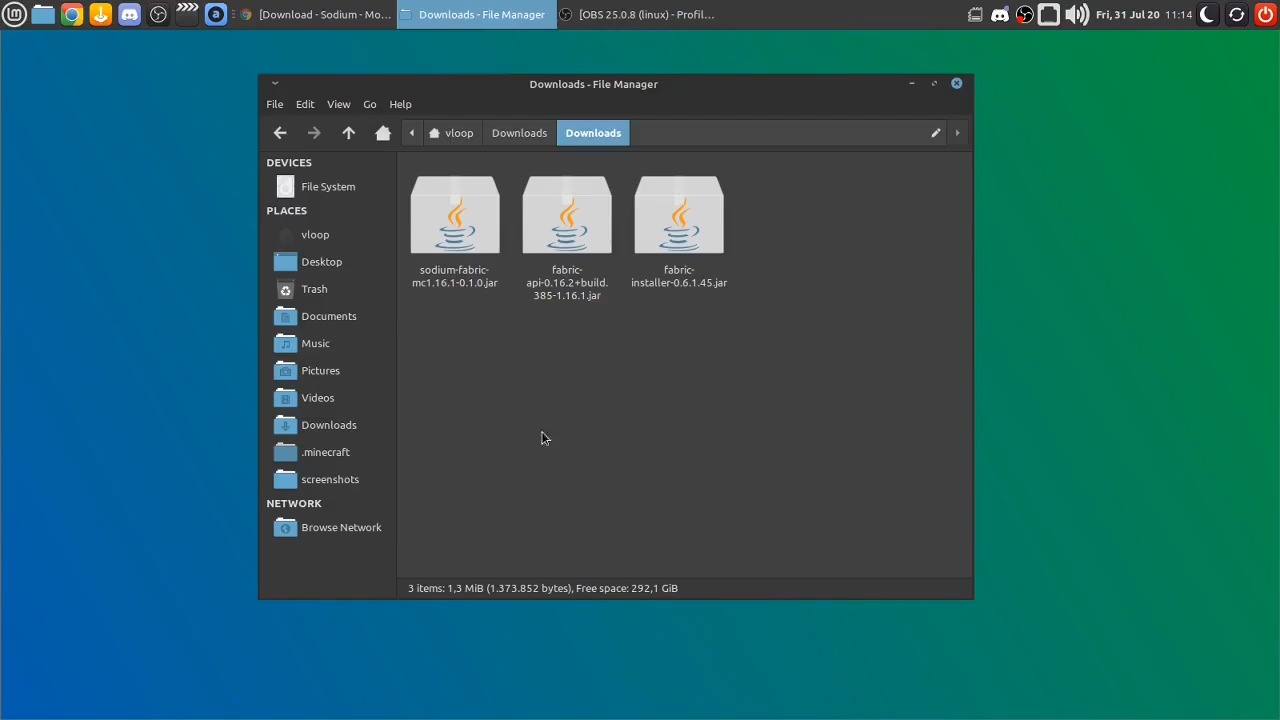 [Download - Sodium - Mo...
Downloads - File Manager
[OBS 25.0.8 (linux) - Profil...
Fri, 31 Jul 20
11:14
Downloads - File Manager
File
Edit
View
Go
Help
vloop
Downloads
Downloads
DEVICES
File System
PLACES
vloop
Desktop
Trash
Documents
Music
Pictures
Videos
Downloads
.minecraft
screenshots
NETWORK
Browse Network
sodium-fabric-
mc1.16.1-0.1.0.jar
fabric-
api-0.16.2+build.
385-1.16.1.jar
fabric-
installer-0.6.1.45.jar
3 items: 1,3 MiB (1.373.852 bytes), Free space: 292,1 GiB